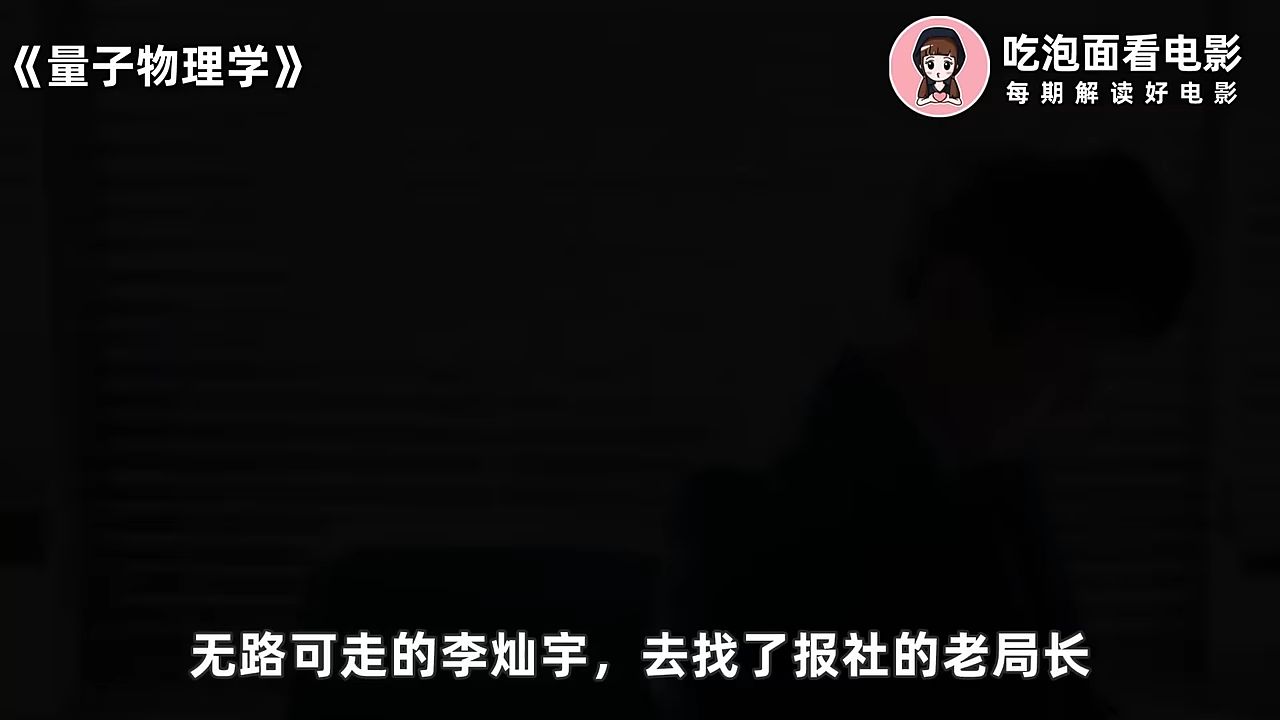 《量子物理学》
吃泡面看电影
每期解读好电影
无路可走的李灿宇，去找了报社的老局长